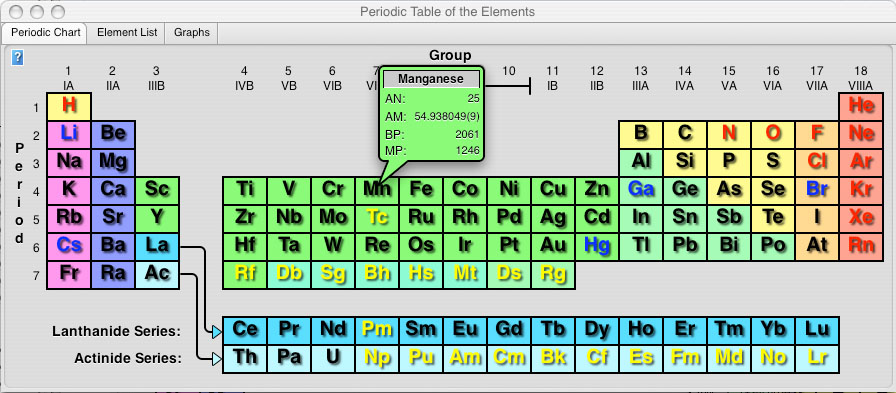 Periodic Table of the Elements
Periodic Chart Element List Graphs
?
Group
1 2 3 4 5 6 10 11 12 13 14 15 16 17 18
IA IIA IIIB IVB VB VIB IB IIB IIIA IVA VA VIA VIIA VIIIA
Manganese
AN: 25
AM: 54.938049(9)
BP: 2061
MP: 1246
Period
1 H He
2 Li Be B C N O F Ne
3 Na Mg Al Si P S Cl Ar
4 K Ca Sc Ti V Cr Mn Fe Co Ni Cu Zn Ga Ge As Se Br Kr
5 Rb Sr Y Zr Nb Mo Tc Ru Rh Pd Ag Cd In Sn Sb Te I Xe
6 Cs Ba La Hf Ta W Re Os Ir Pt Au Hg Tl Pb Bi Po At Rn
7 Fr Ra Ac Rf Db Sg Bh Hs Mt Ds Rg
Lanthanide Series: Ce Pr Nd Pm Sm Eu Gd Tb Dy Ho Er Tm Yb Lu
Actinide Series: Th Pa U Np Pu Am Cm Bk Cf Es Fm Md No Lr